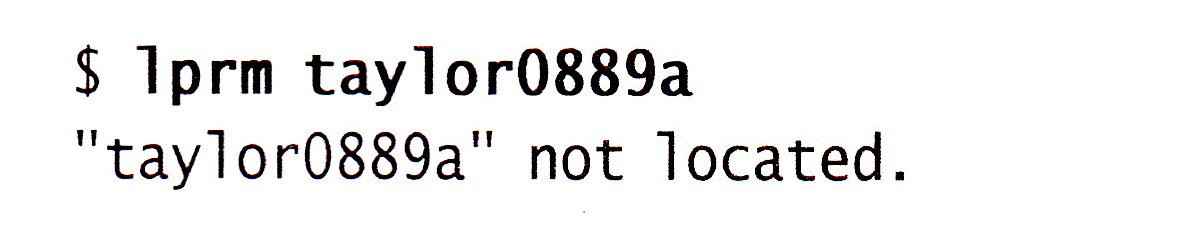 $ lprm taylor0889a
"taylor0889a" not located.